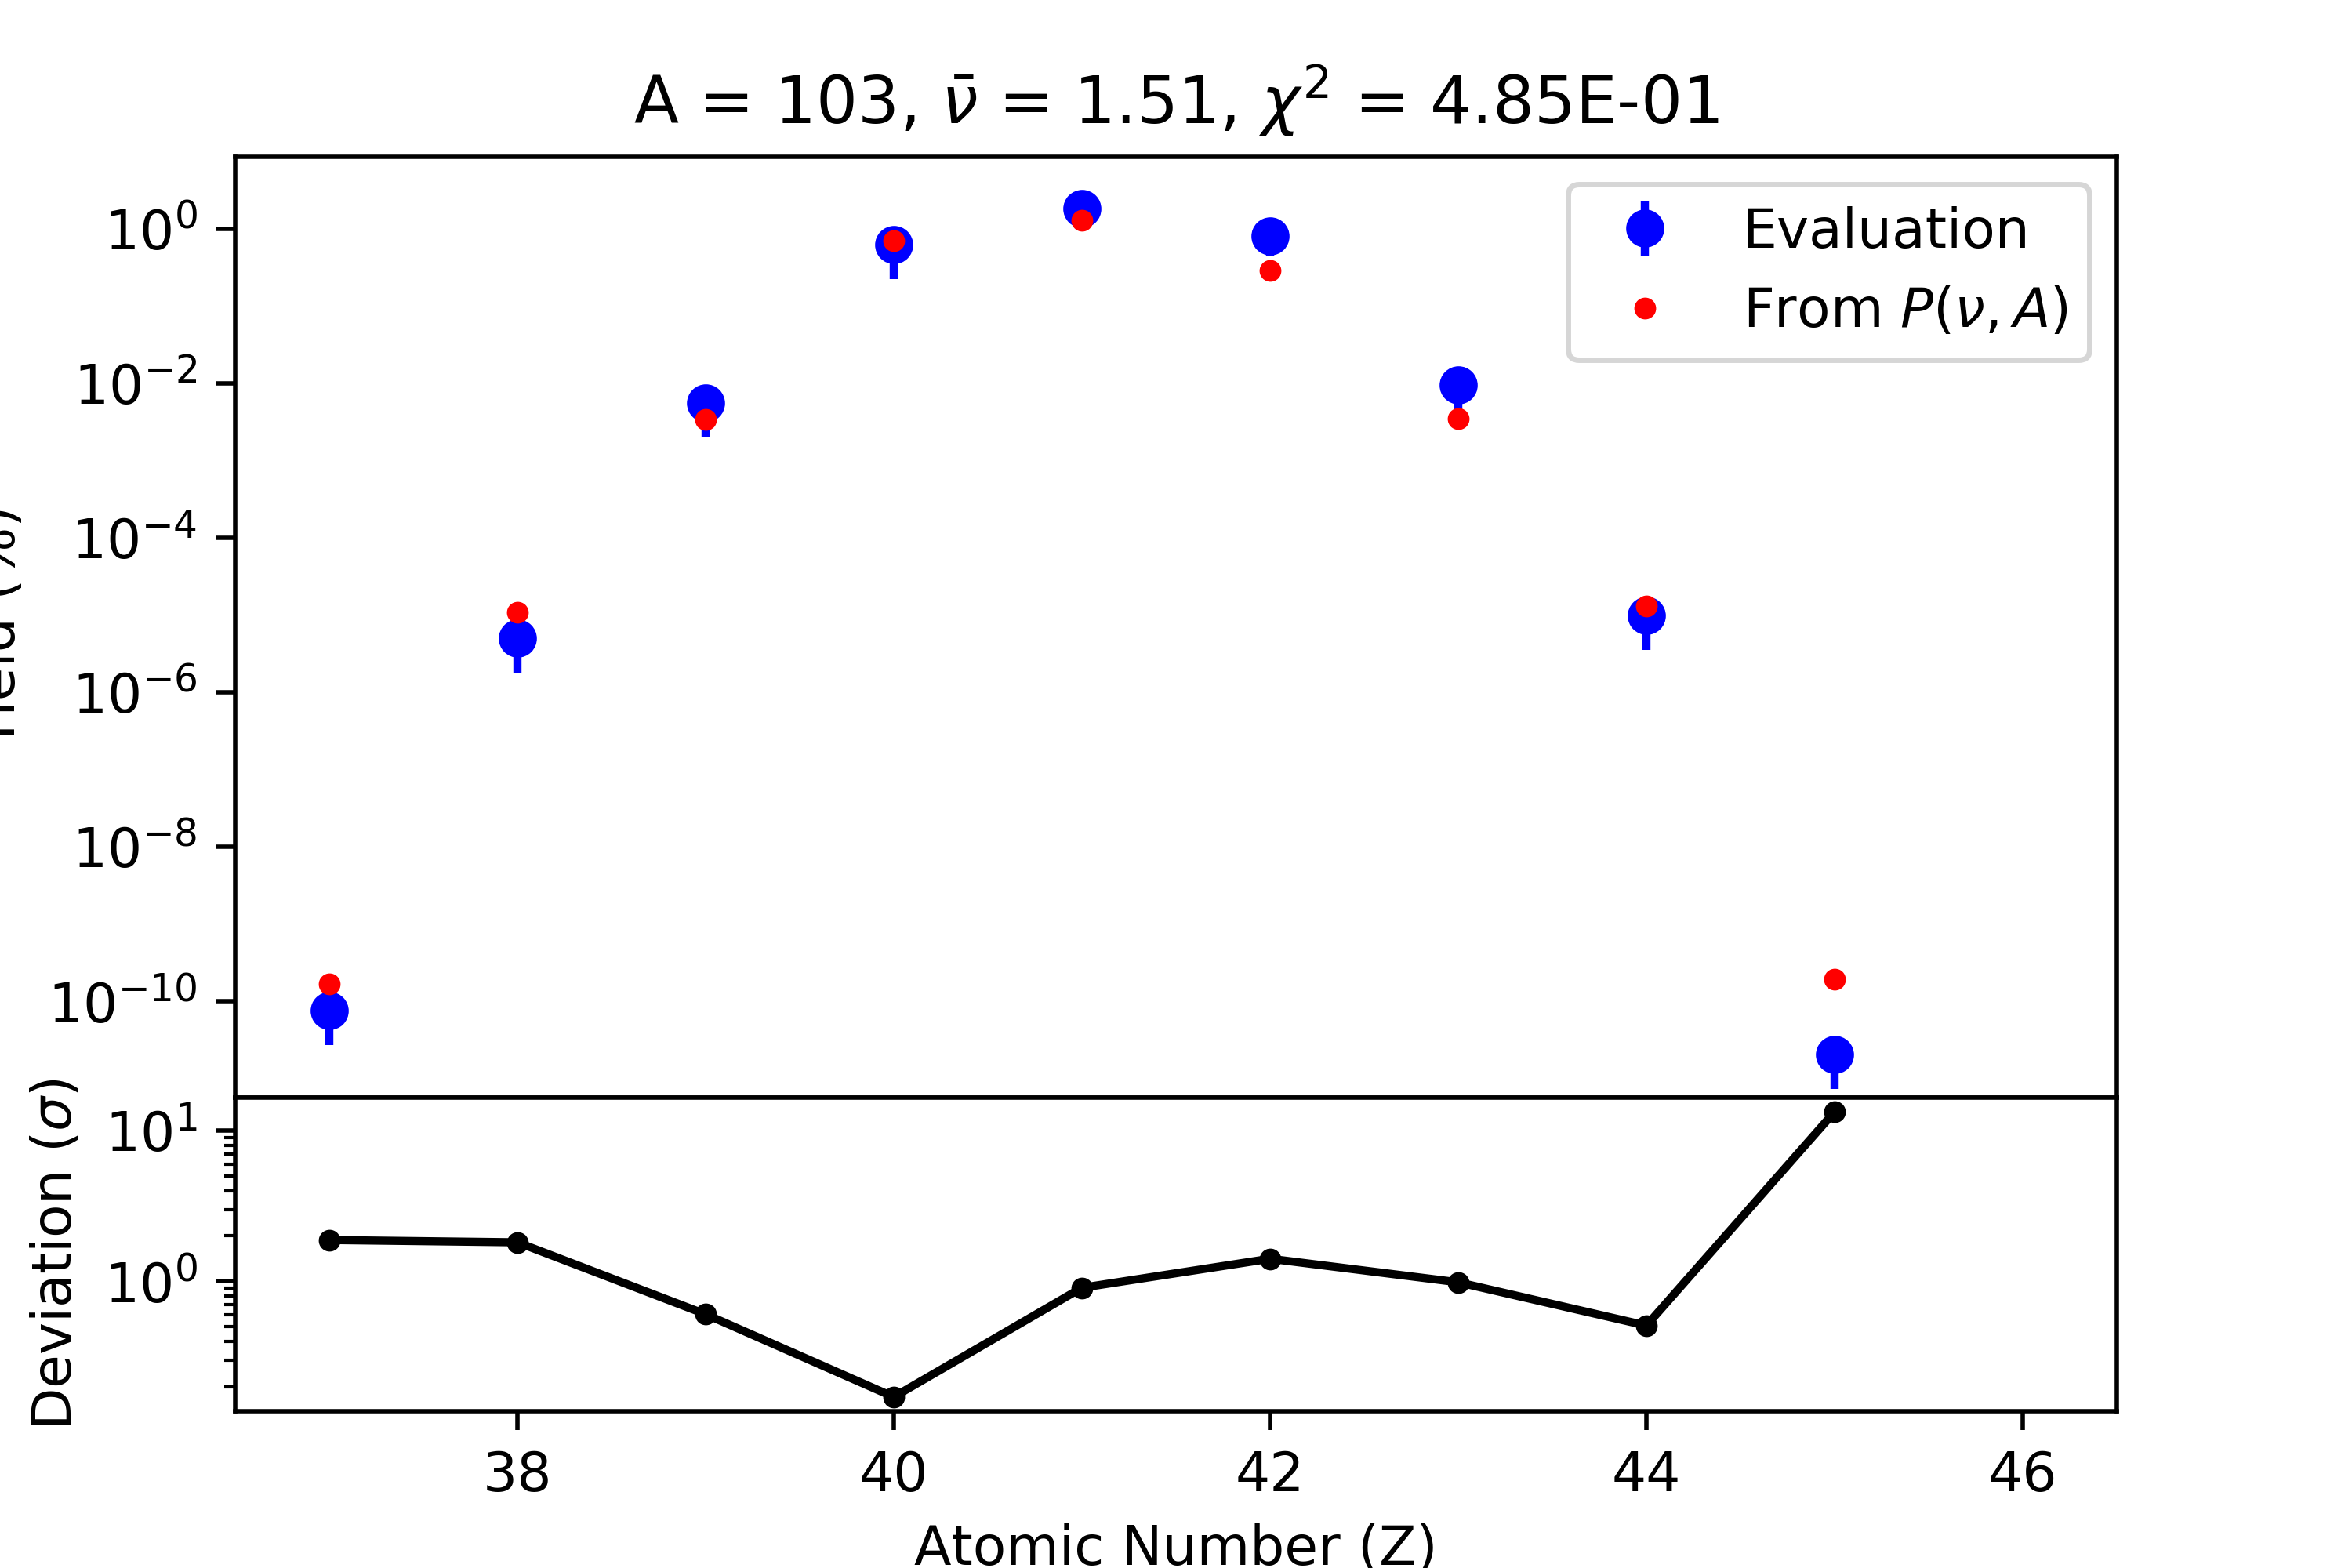 A = 103, ν̄ = 1.51, χ² = 4.85E-01
Evaluation
From P(ν, A)
10⁰
10⁻²
10⁻⁴
10⁻⁶
10⁻⁸
10⁻¹⁰
(%)
Deviation (σ)
10¹
10⁰
38 40 42 44 46
Atomic Number (Z)